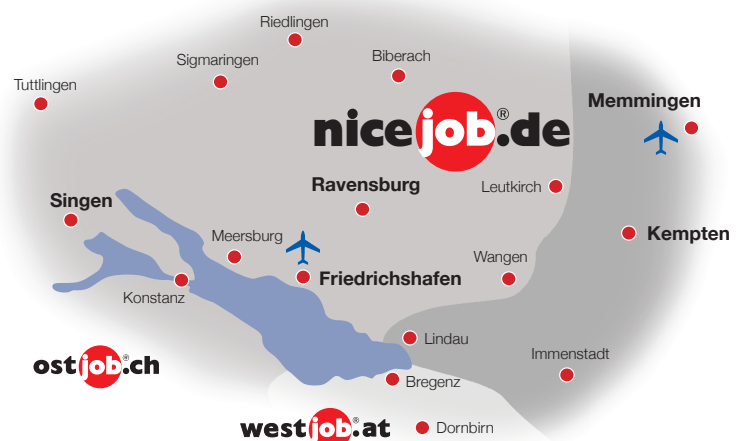 Riedlingen
Sigmaringen
Biberach
Tuttlingen
Memmingen
nicejob®.de
Ravensburg
Leutkirch
Singen
Meersburg
Kempten
Wangen
Friedrichshafen
Konstanz
Lindau
Immenstadt
ostjob®.ch
Bregenz
westjob®.at
Dornbirn